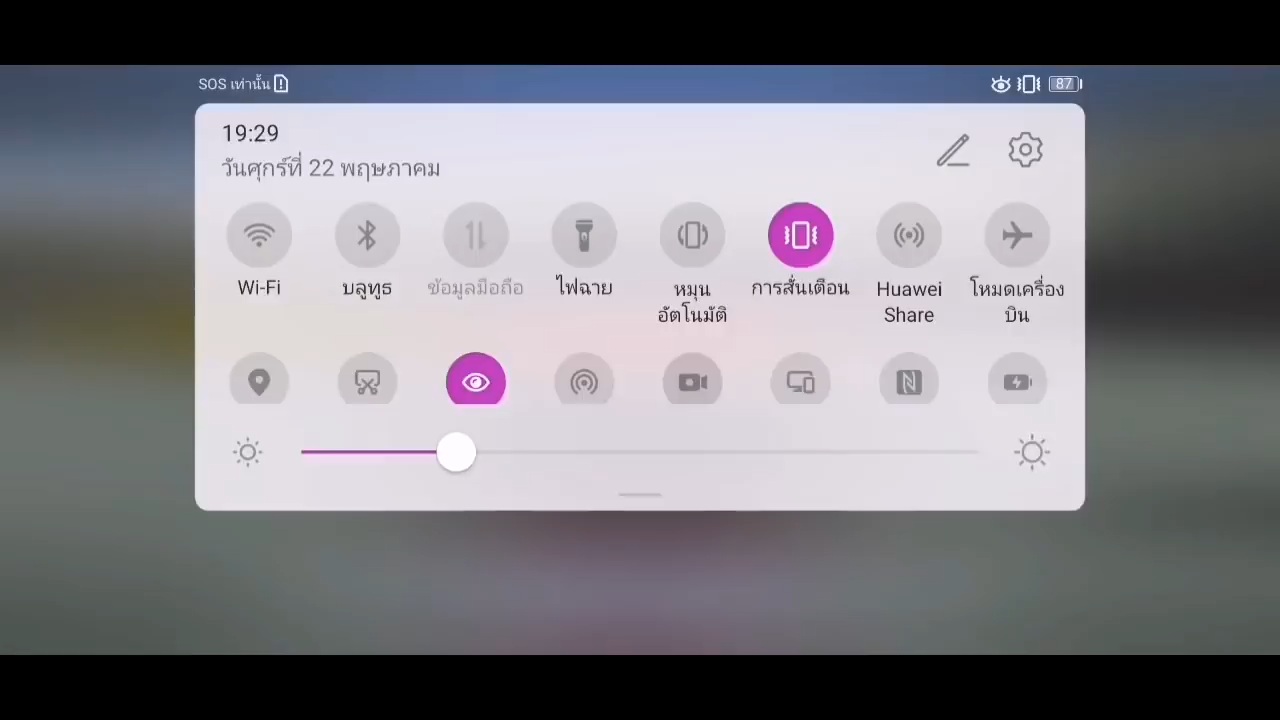 SOS เท่านั้น
87
19:29
วันศุกร์ที่ 22 พฤษภาคม
Wi-Fi
บลูทูธ
ข้อมูลมือถือ
ไฟฉาย
หมุน
อัตโนมัติ
การสั่นเตือน
Huawei
Share
โหมดเครื่อง
บิน